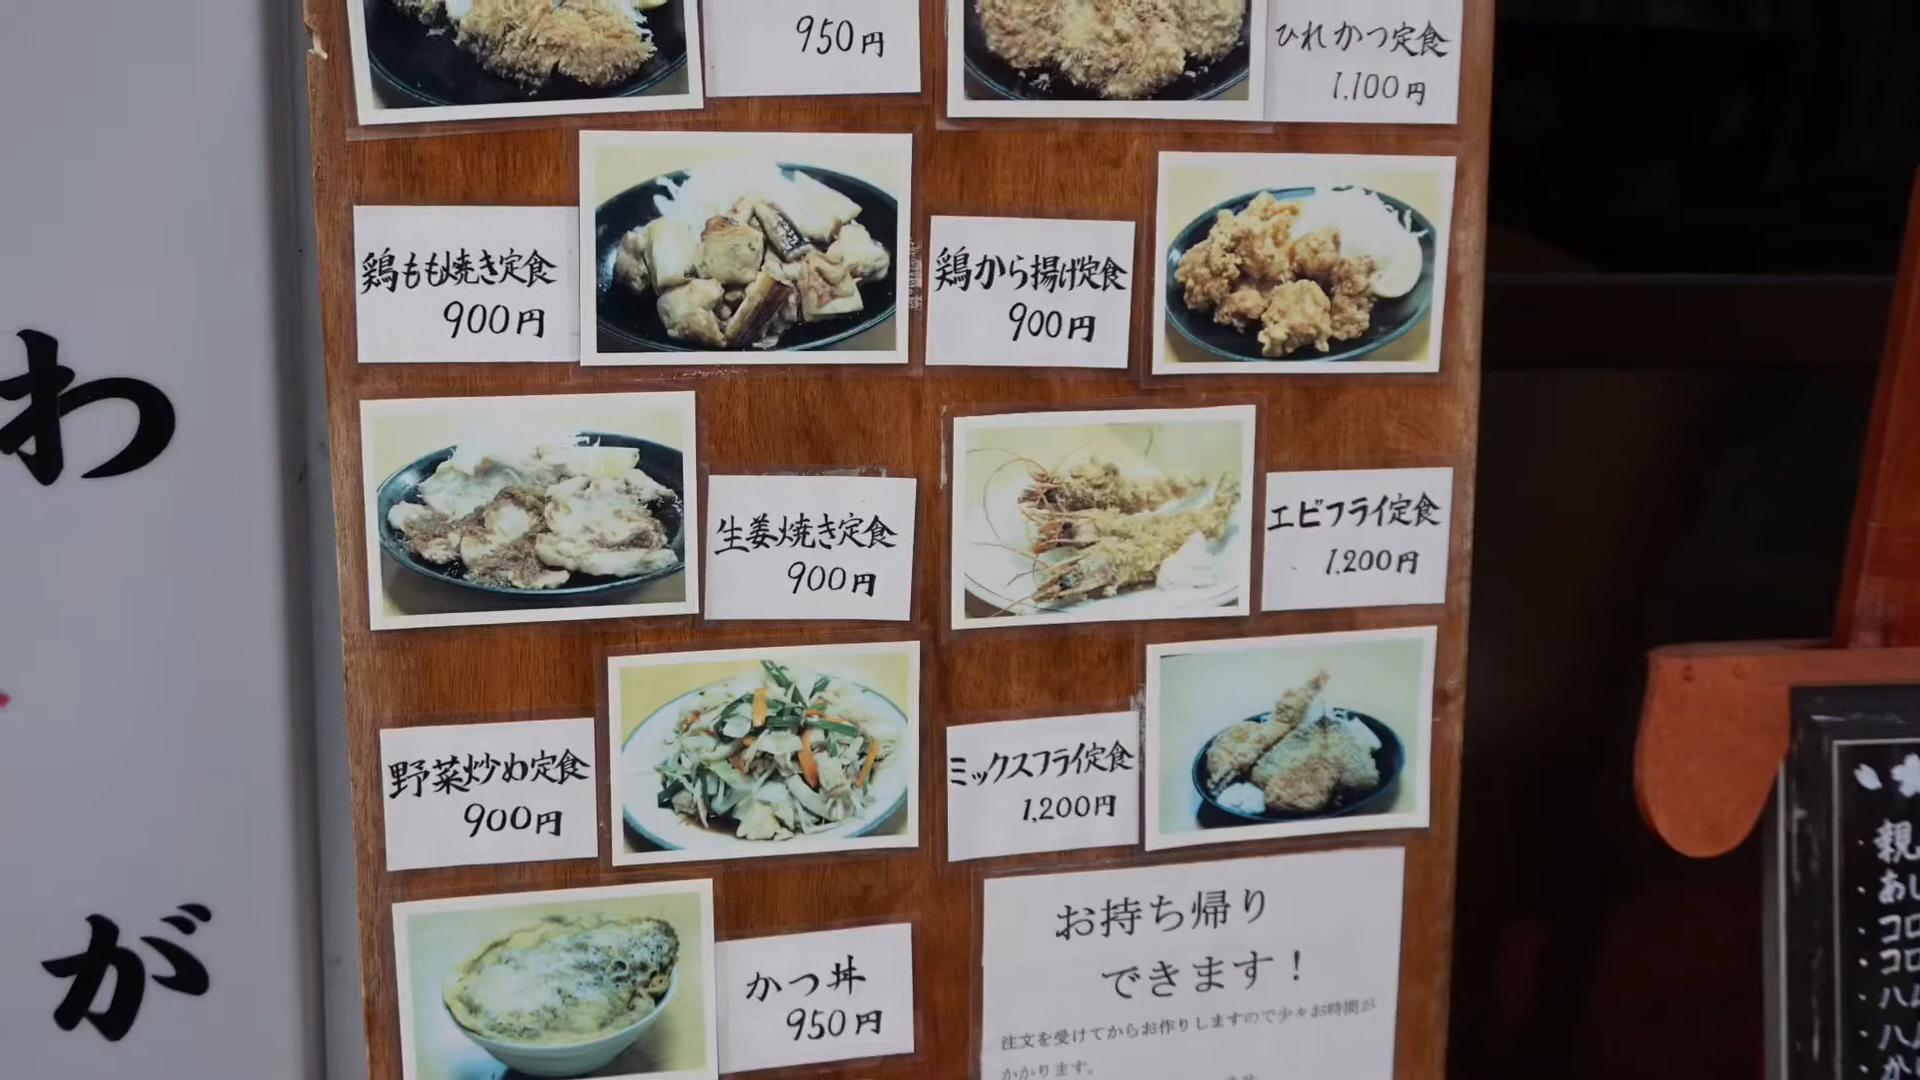 950円
ひれかつ定食
1,100円
鶏もも焼き定食
900円
鶏から揚げ定食
900円
生姜焼き定食
900円
エビフライ定食
1,200円
野菜炒め定食
900円
ミックスフライ定食
1,200円
かつ丼
950円
お持ち帰り
できます!
注文を受けてからお作りしますので少々お時間が
かかります。
わ
が